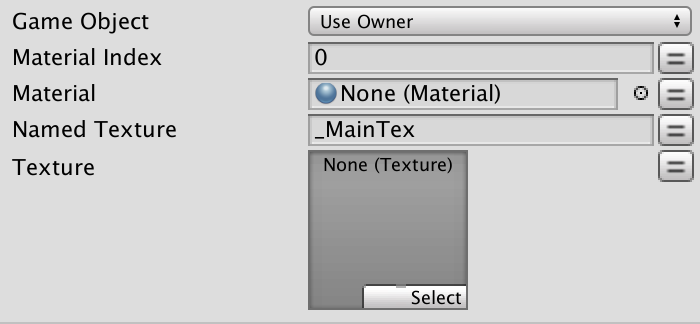 Game Object Use Owner
Material Index 0
Material None (Material)
Named Texture _MainTex
Texture None (Texture)
Select